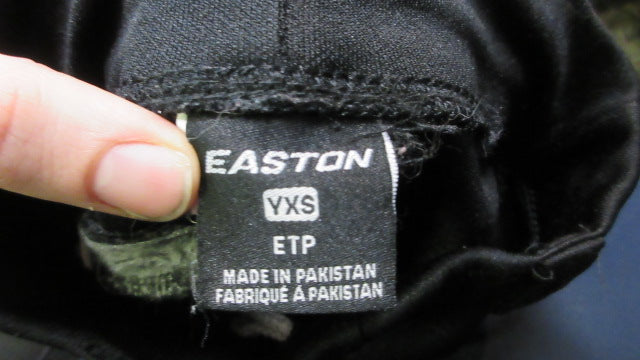 EASTON
YXS
ETP
MADE IN PAKISTAN
FABRIQUÉ À PAKISTAN